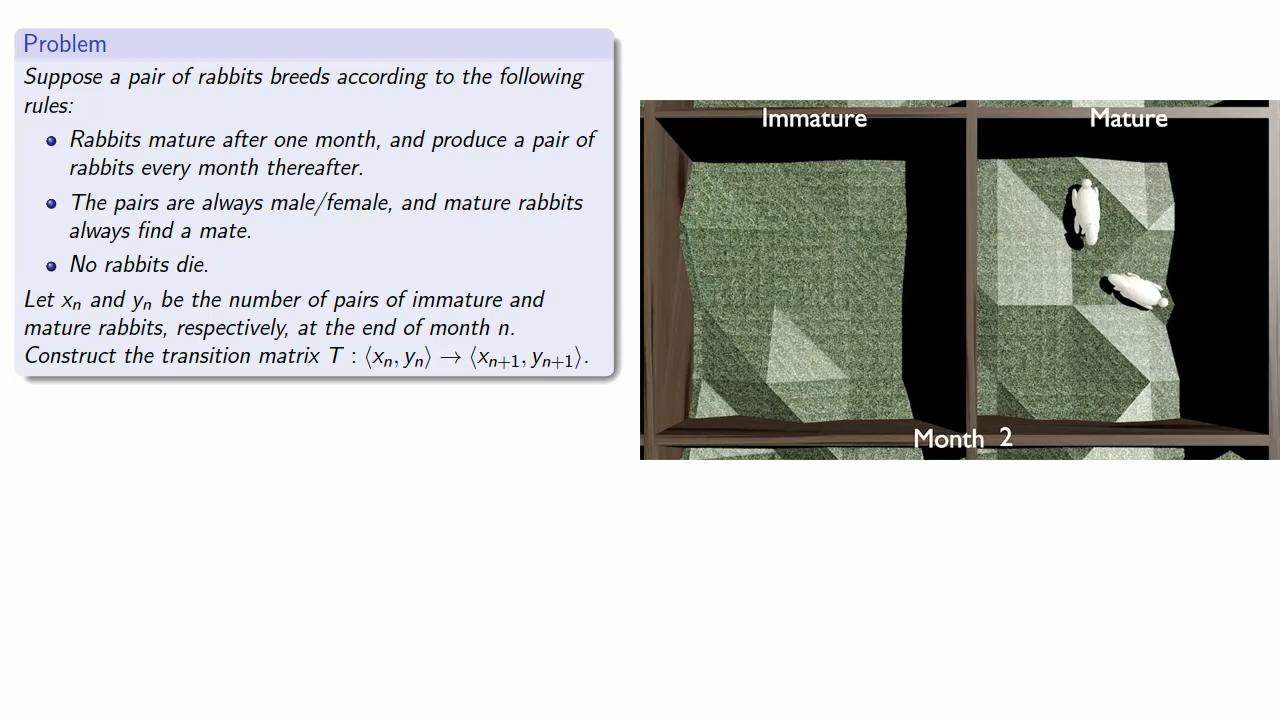 Problem
Suppose a pair of rabbits breeds according to the following
rules:
Rabbits mature after one month, and produce a pair of
rabbits every month thereafter.
The pairs are always male/female, and mature rabbits
always find a mate.
No rabbits die.
Let xₙ and yₙ be the number of pairs of immature and
mature rabbits, respectively, at the end of month n.
Construct the transition matrix T : ⟨xₙ, yₙ⟩ → ⟨xₙ₊₁, yₙ₊₁⟩.
Immature
Mature
Month 2